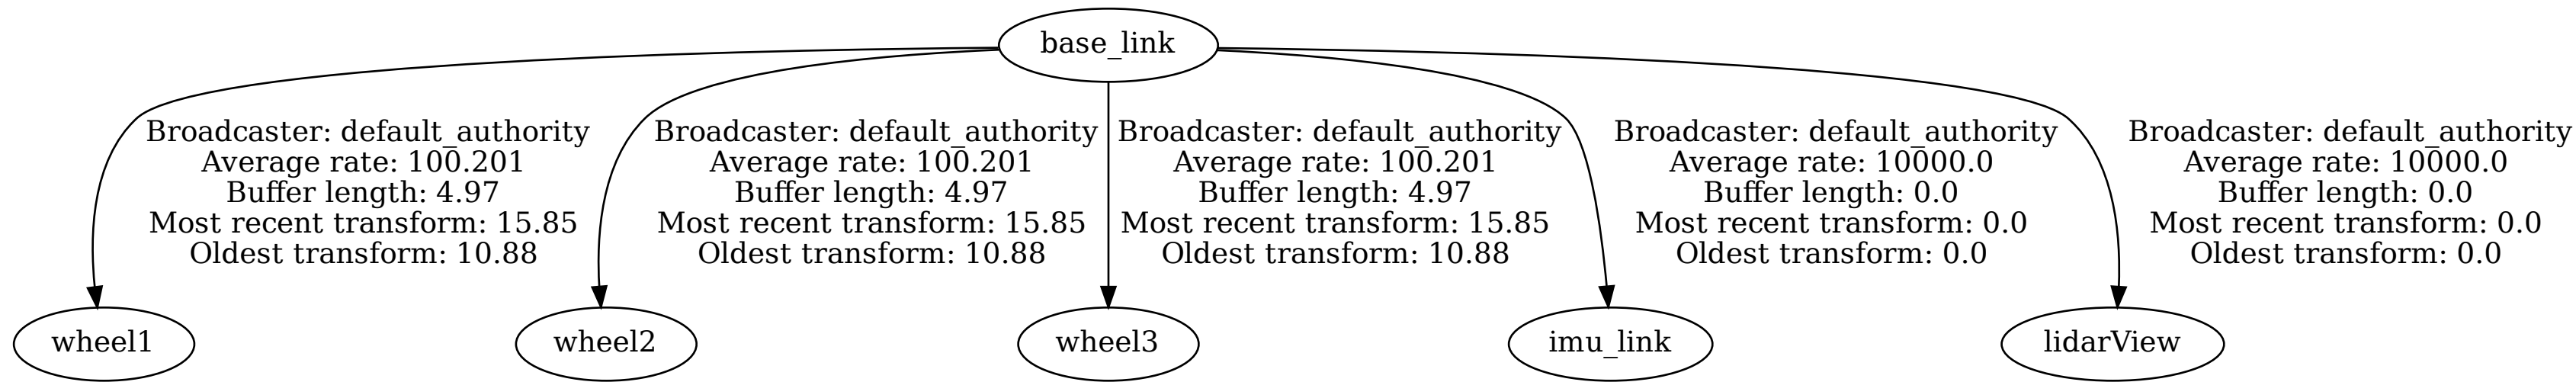 base_link
Broadcaster: default_authority
Average rate: 100.201
Buffer length: 4.97
Most recent transform: 15.85
Oldest transform: 10.88
Broadcaster: default_authority
Average rate: 100.201
Buffer length: 4.97
Most recent transform: 15.85
Oldest transform: 10.88
Broadcaster: default_authority
Average rate: 100.201
Buffer length: 4.97
Most recent transform: 15.85
Oldest transform: 10.88
Broadcaster: default_authority
Average rate: 10000.0
Buffer length: 0.0
Most recent transform: 0.0
Oldest transform: 0.0
Broadcaster: default_authority
Average rate: 10000.0
Buffer length: 0.0
Most recent transform: 0.0
Oldest transform: 0.0
wheel1
wheel2
wheel3
imu_link
lidarView